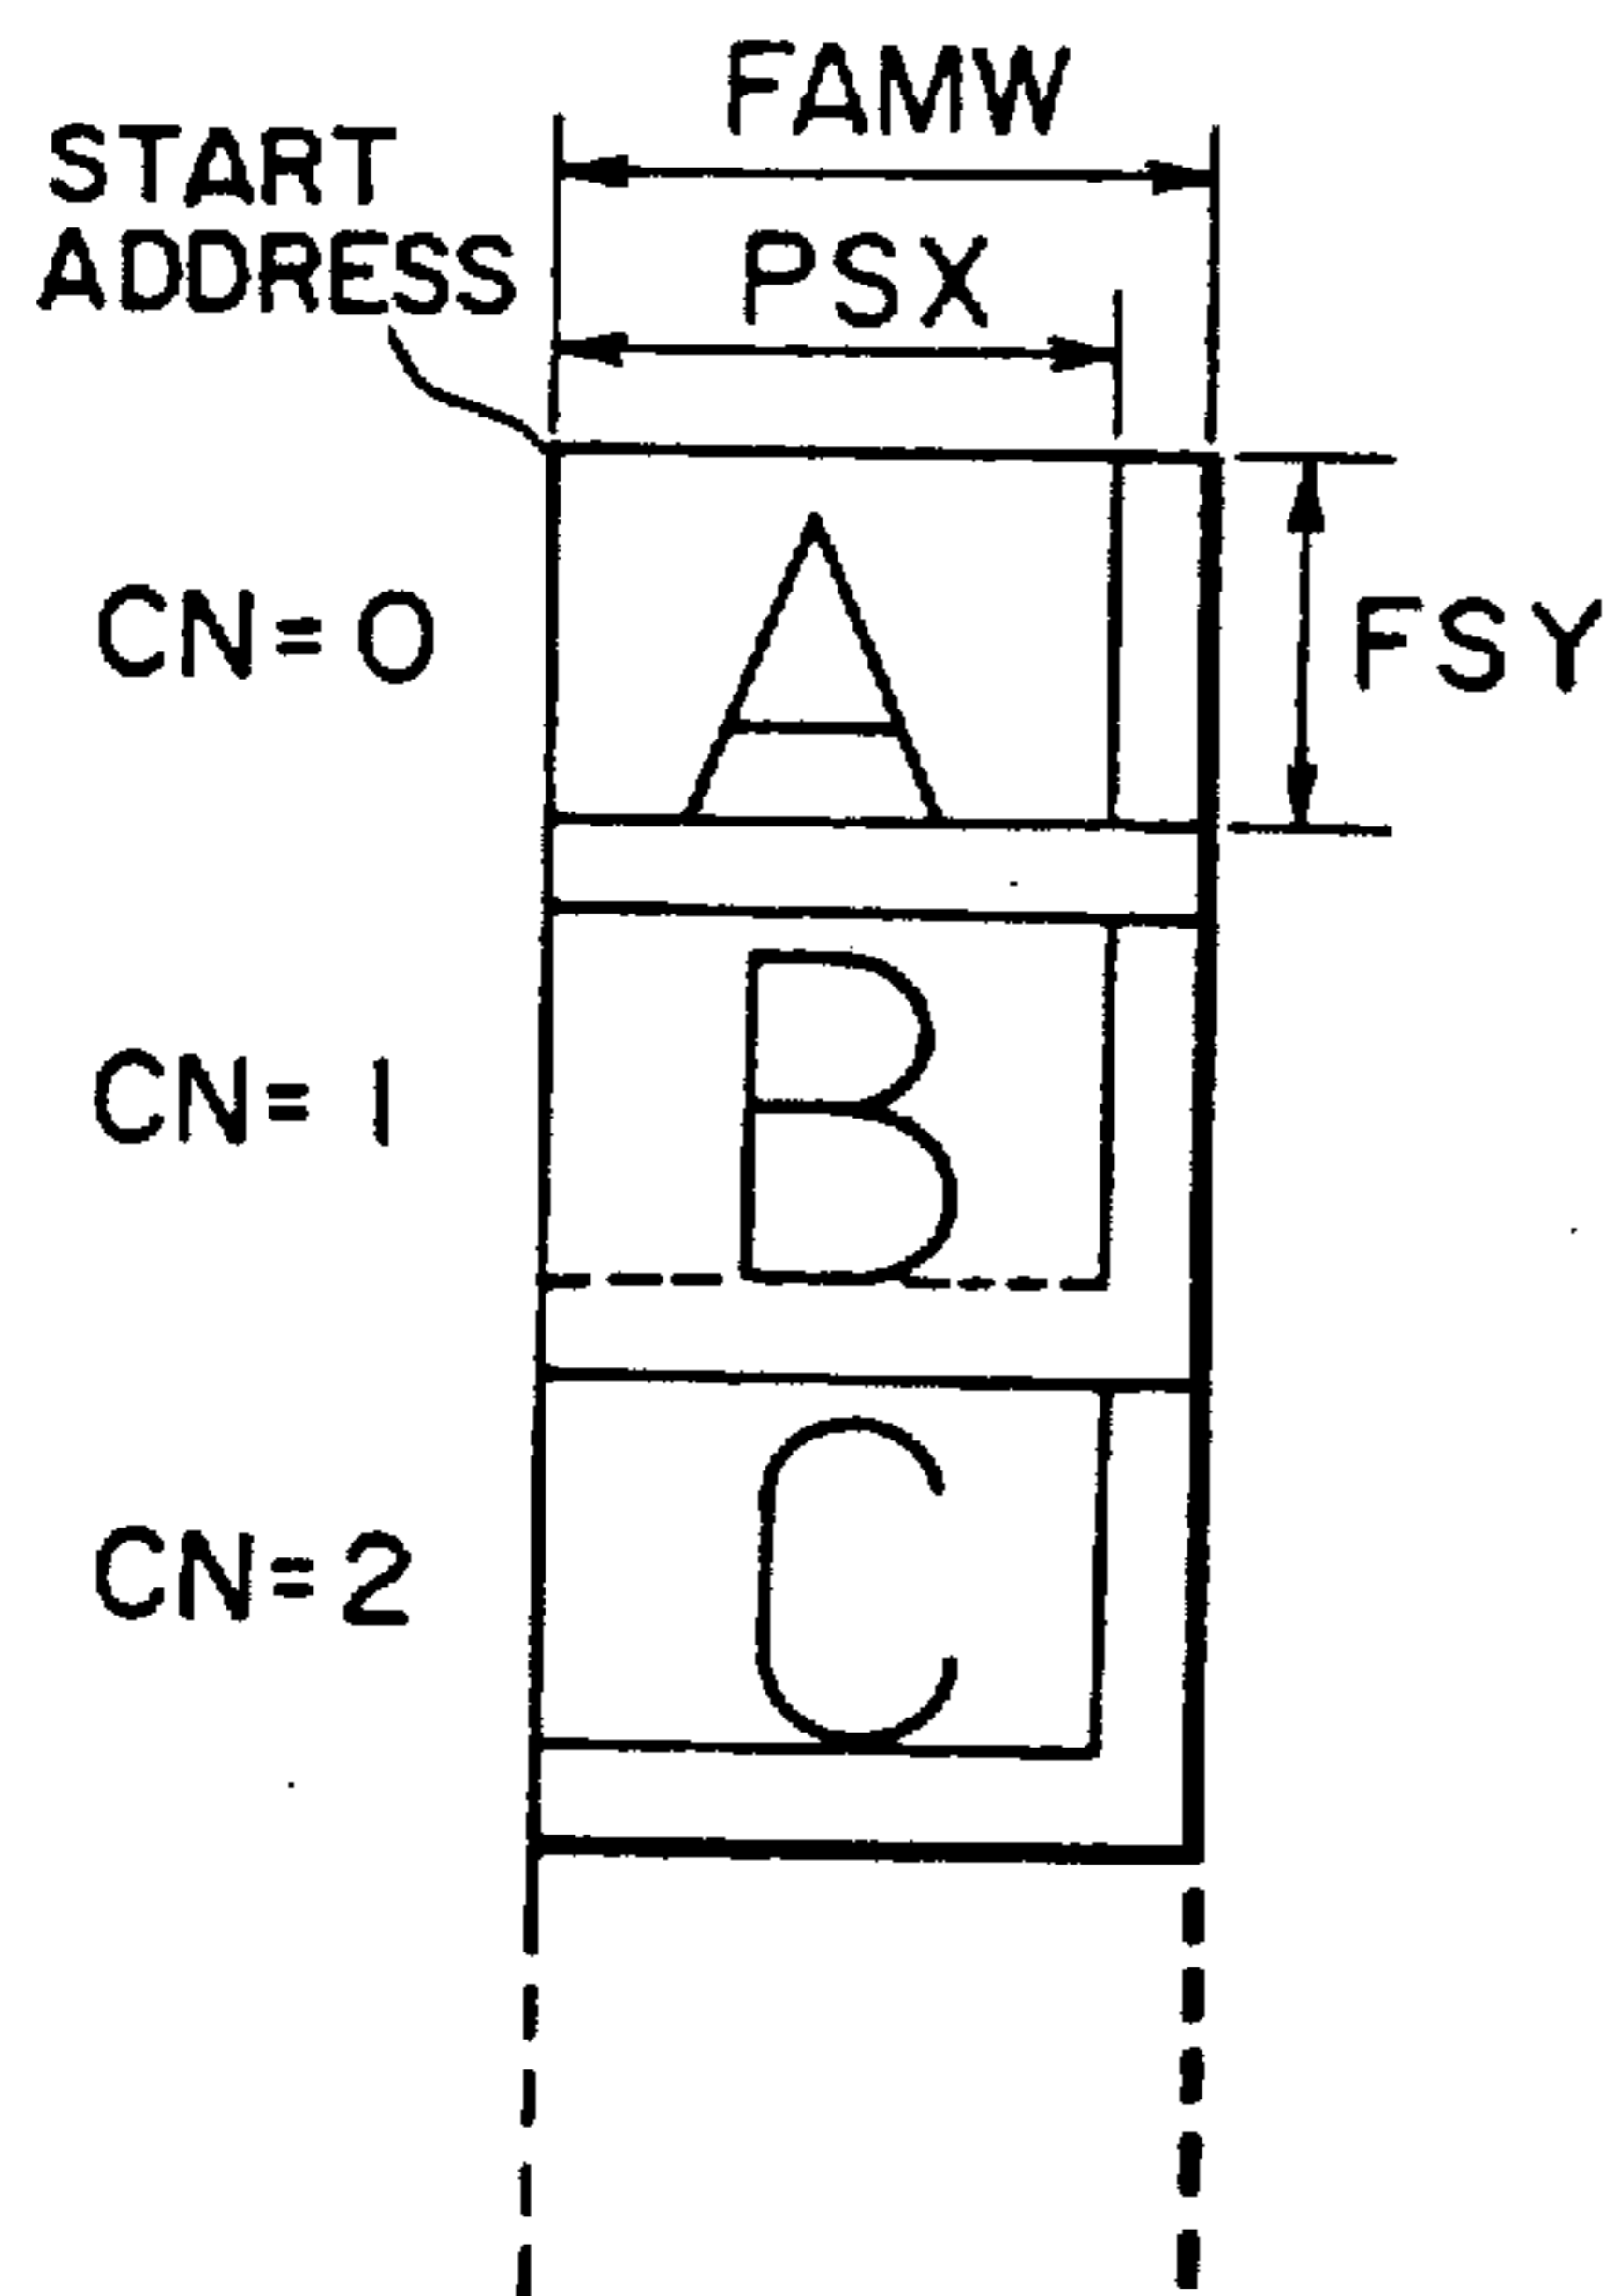 FAMW
START
ADDRESS
PSX
CN=0
A
FSY
CN=1
B
CN=2
C